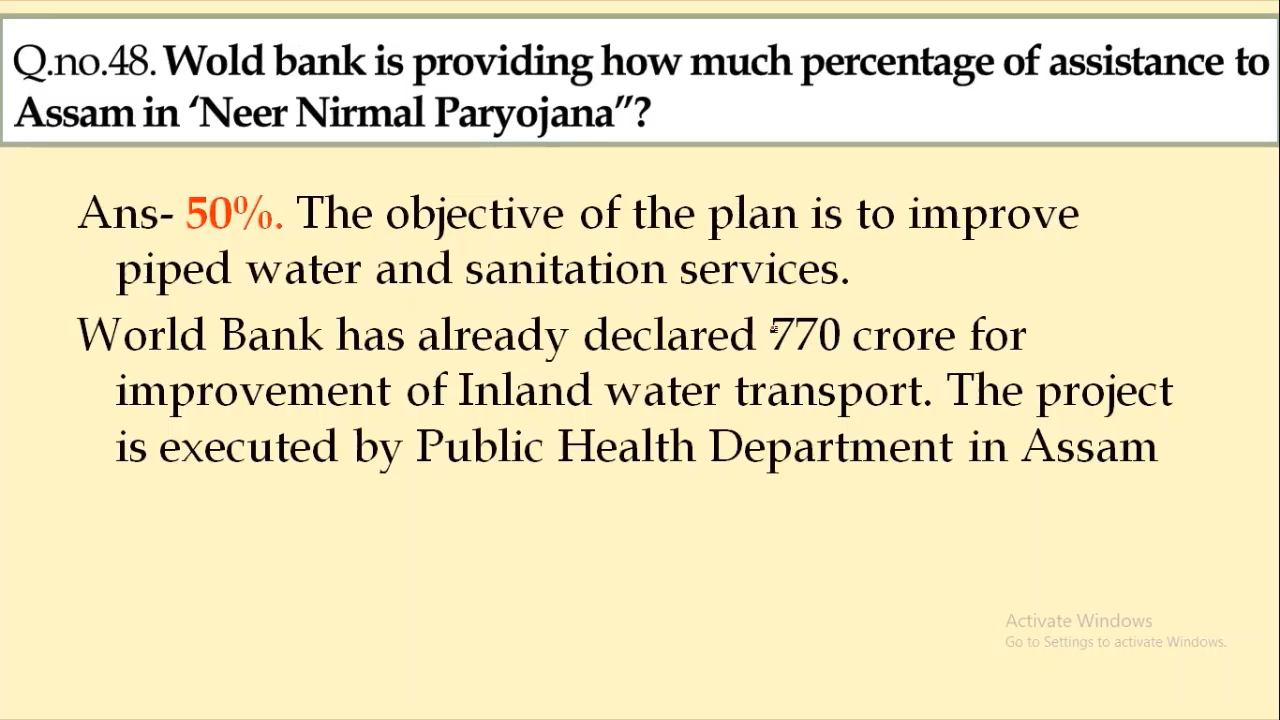 Q.no.48. Wold bank is providing how much percentage of assistance to
Assam in ‘Neer Nirmal Paryojana”?
Ans- 50%. The objective of the plan is to improve
piped water and sanitation services.
World Bank has already declared 770 crore for
improvement of Inland water transport. The project
is executed by Public Health Department in Assam
Activate Windows
Go to Settings to activate Windows.